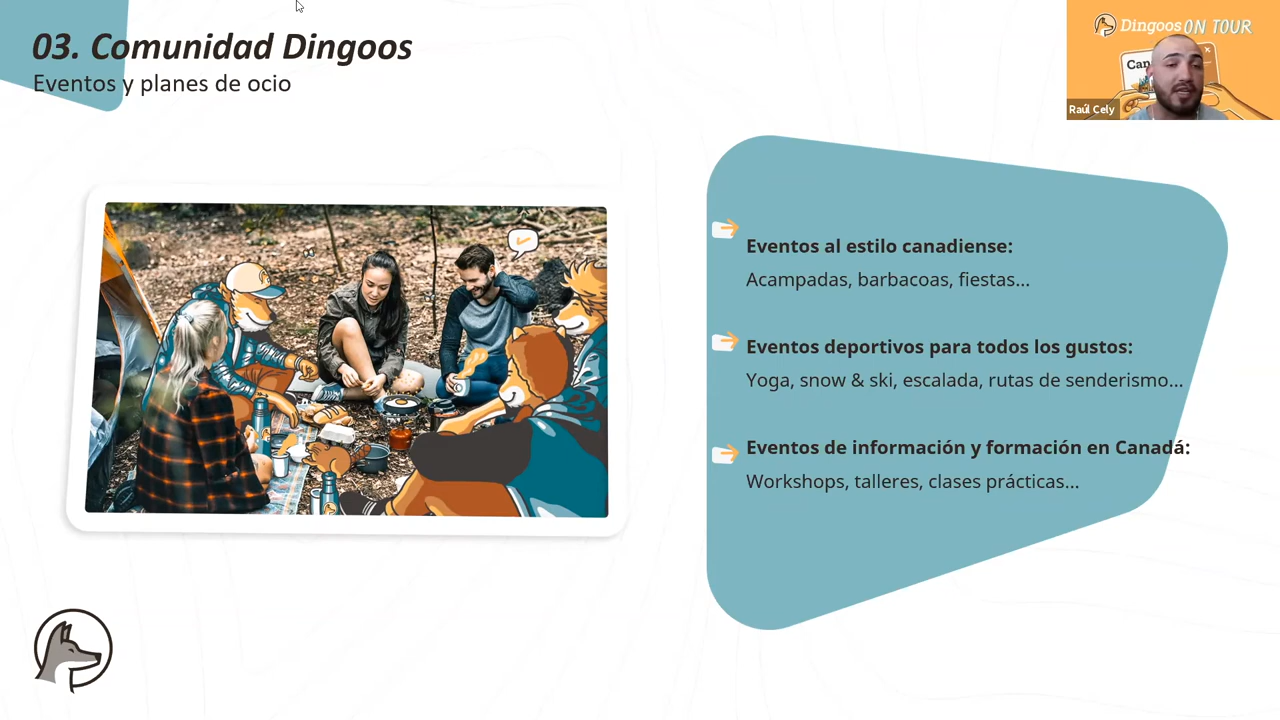 03. Comunidad Dingoos
Eventos y planes de ocio
Dingoos ON TOUR
Can
Raúl Cely
Eventos al estilo canadiense:
Acampadas, barbacoas, fiestas...
Eventos deportivos para todos los gustos:
Yoga, snow & ski, escalada, rutas de senderismo...
Eventos de información y formación en Canadá:
Workshops, talleres, clases prácticas...